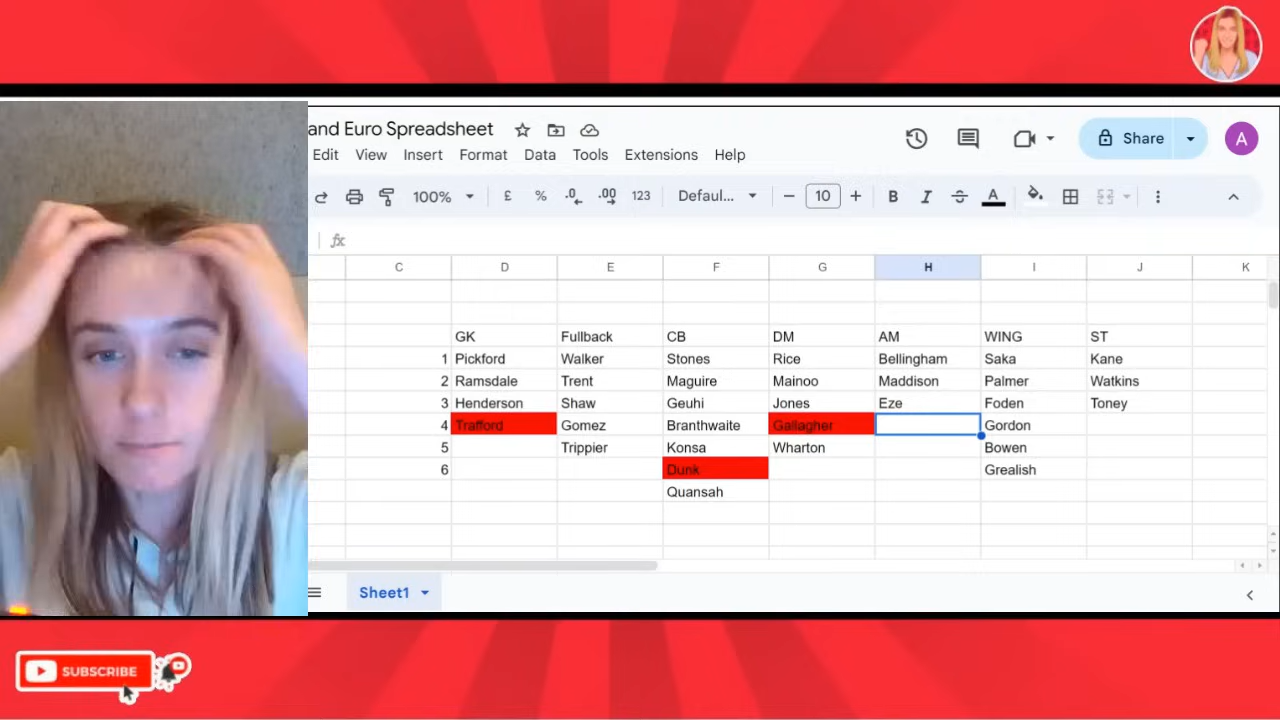 and Euro Spreadsheet
Edit View Insert Format Data Tools Extensions Help
Share
A
100% £ % .0 .00 123 Defaul... 10 B I S A
fx
C D E F G H I J K
GK Fullback CB DM AM WING ST
1 Pickford Walker Stones Rice Bellingham Saka Kane
2 Ramsdale Trent Maguire Mainoo Maddison Palmer Watkins
3 Henderson Shaw Geuhi Jones Eze Foden Toney
4 Trafford Gomez Branthwaite Gallagher Gordon
5 Trippier Konsa Wharton Bowen
6 Dunk Grealish
Quansah
Sheet1
SUBSCRIBE